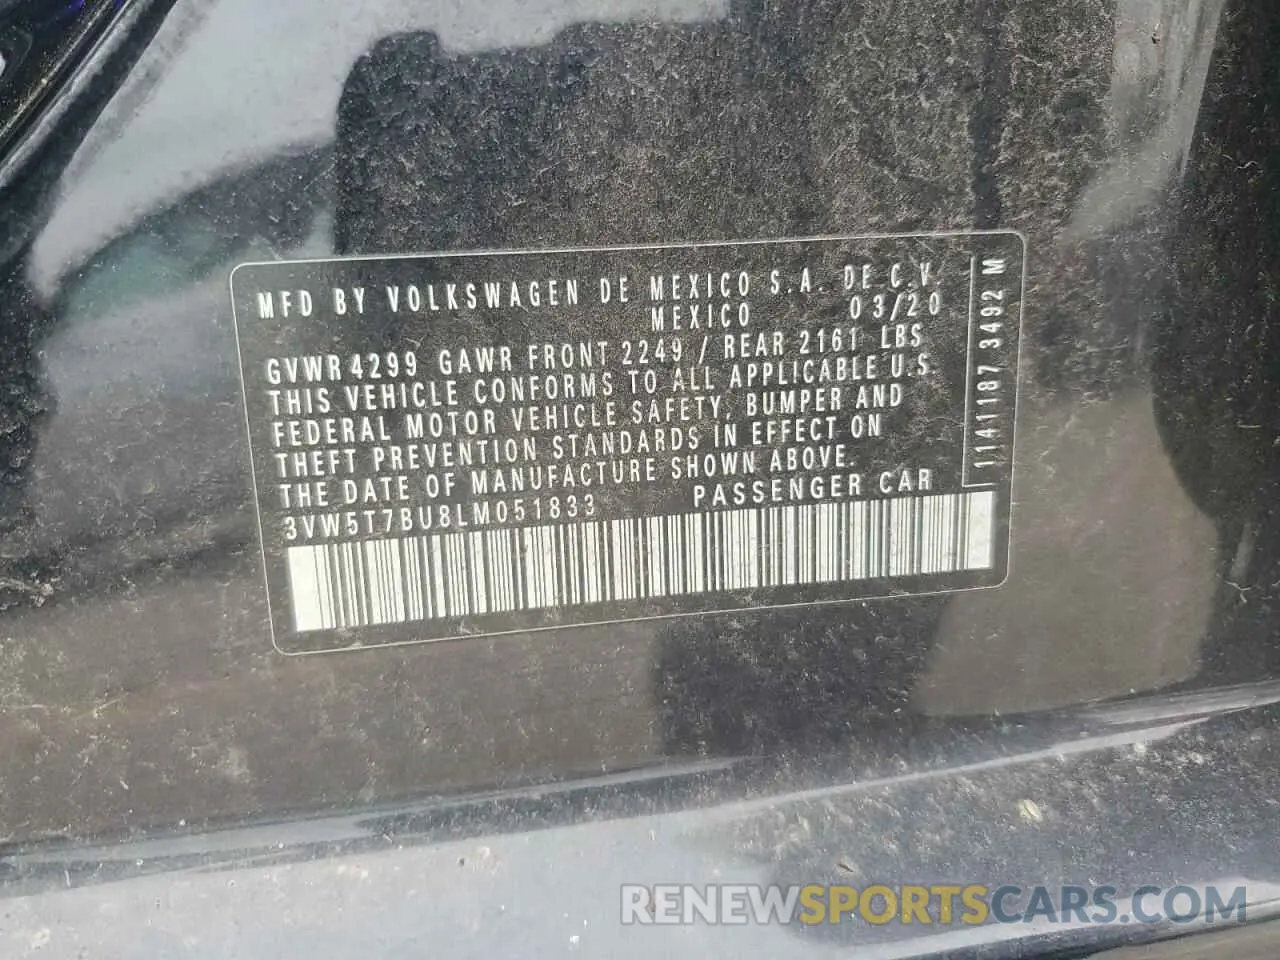 MFD BY VOLKSWAGEN DE MEXICO S.A. DE C.V.
MEXICO 03/20
GVWR 4299 GAWR FRONT 2249 / REAR 2161 LBS
THIS VEHICLE CONFORMS TO ALL APPLICABLE U.S.
FEDERAL MOTOR VEHICLE SAFETY, BUMPER AND
THEFT PREVENTION STANDARDS IN EFFECT ON
THE DATE OF MANUFACTURE SHOWN ABOVE.
3VW5T7BU8LM051833 PASSENGER CAR
1141187 3492 M
RENEWSPORTSCARS.COM